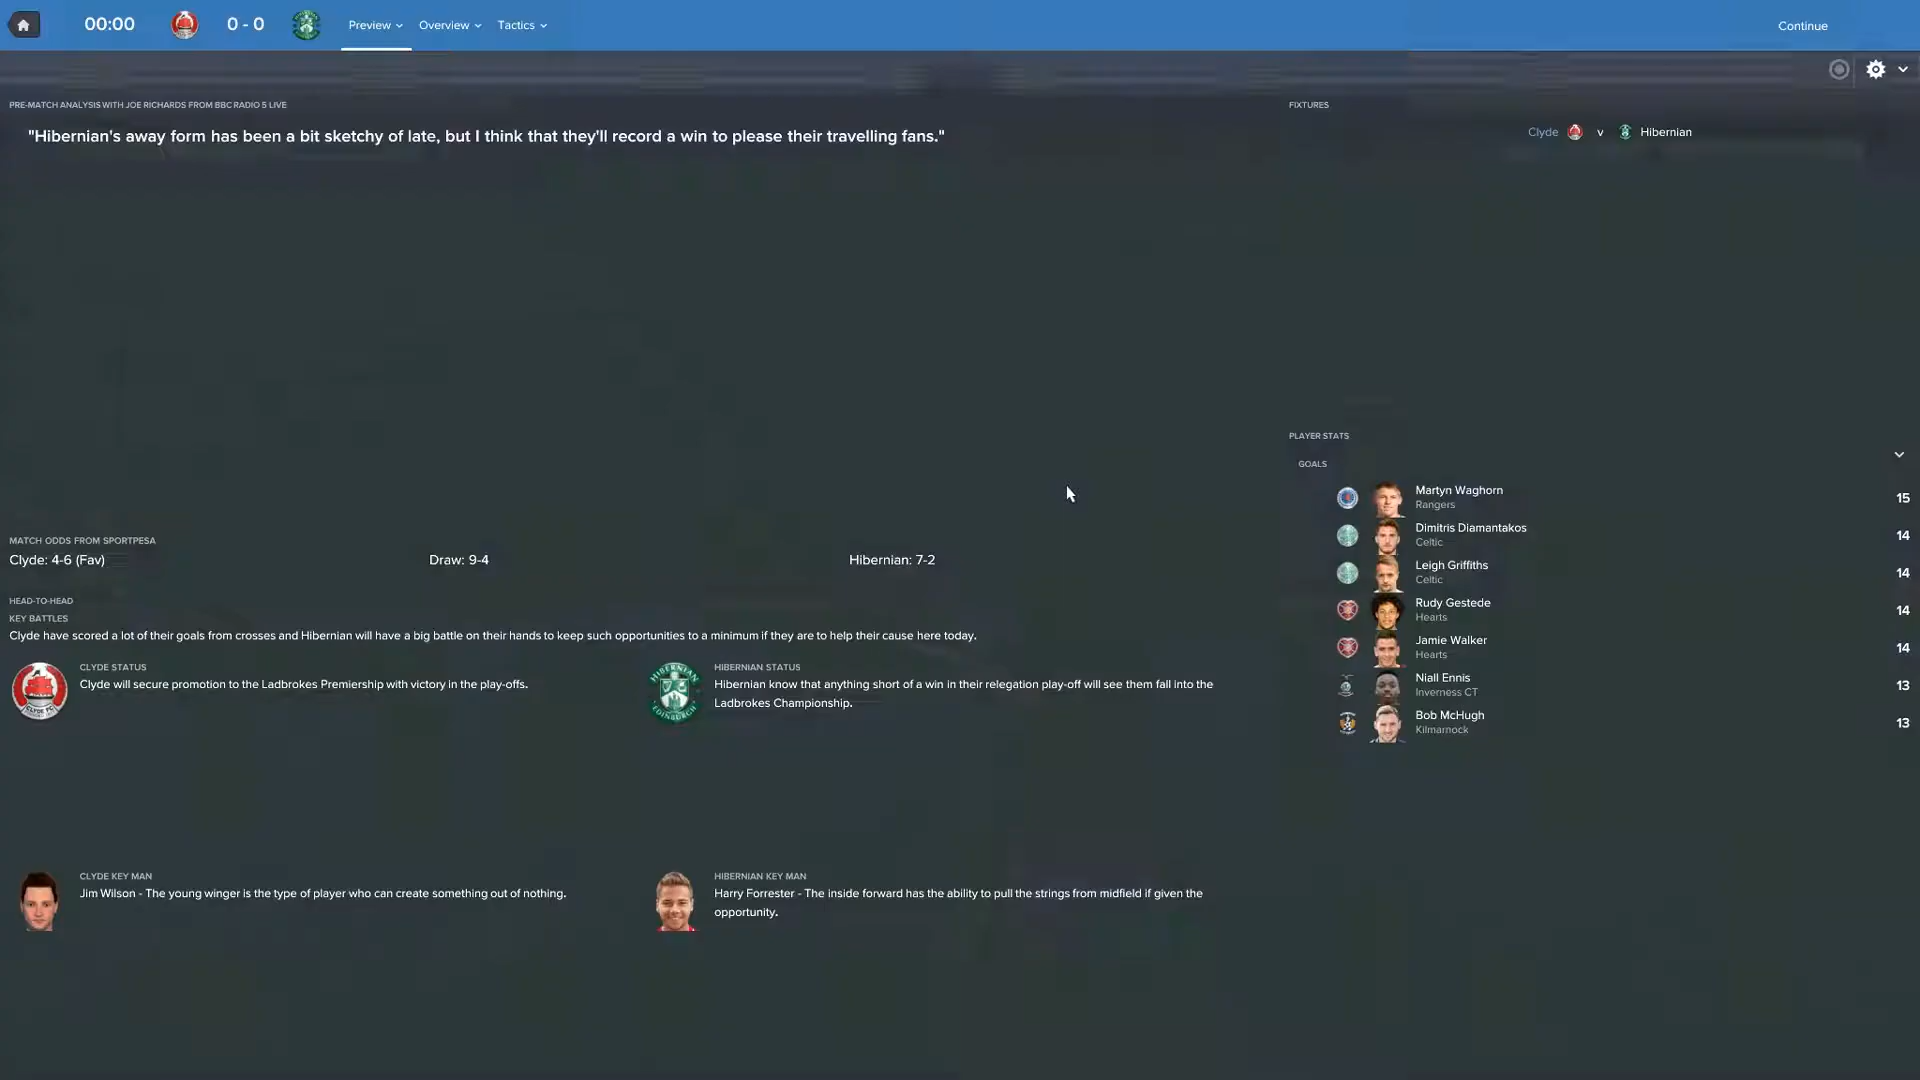 00:00
0 - 0
Preview
Overview
Tactics
Continue
PRE-MATCH ANALYSIS WITH JOE RICHARDS FROM BBC RADIO 5 LIVE
"Hibernian's away form has been a bit sketchy of late, but I think that they'll record a win to please their travelling fans."
FIXTURES
Clyde v Hibernian
PLAYER STATS
GOALS
Martyn Waghorn
Rangers
15
Dimitris Diamantakos
Celtic
14
Leigh Griffiths
Celtic
14
Rudy Gestede
Hearts
14
Jamie Walker
Hearts
14
Niall Ennis
Inverness CT
13
Bob McHugh
Kilmarnock
13
MATCH ODDS FROM SPORTPESA
Clyde: 4-6 (Fav)
Draw: 9-4
Hibernian: 7-2
HEAD-TO-HEAD
KEY BATTLES
Clyde have scored a lot of their goals from crosses and Hibernian will have a big battle on their hands to keep such opportunities to a minimum if they are to help their cause here today.
CLYDE FC
CLYDE STATUS
Clyde will secure promotion to the Ladbrokes Premiership with victory in the play-offs.
HIBERNIAN
EDINBURGH
HIBERNIAN STATUS
Hibernian know that anything short of a win in their relegation play-off will see them fall into the
Ladbrokes Championship.
CLYDE KEY MAN
Jim Wilson - The young winger is the type of player who can create something out of nothing.
HIBERNIAN KEY MAN
Harry Forrester - The inside forward has the ability to pull the strings from midfield if given the
opportunity.